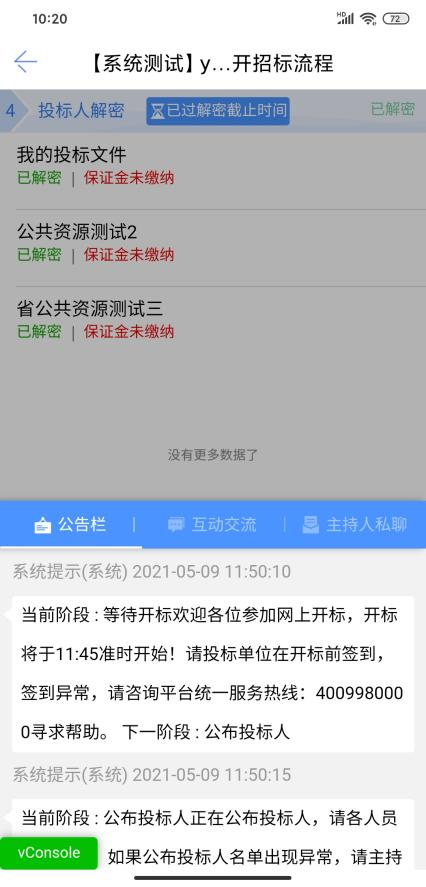 10:20
HD
72
【系统测试】y...开招标流程
4 投标人解密 已过解密截止时间 已解密
我的投标文件
已解密 | 保证金未缴纳
公共资源测试2
已解密 | 保证金未缴纳
省公共资源测试三
已解密 | 保证金未缴纳
没有更多数据了
公告栏 | 互动交流 | 主持人私聊
系统提示(系统) 2021-05-09 11:50:10
当前阶段 : 等待开标欢迎各位参加网上开标，开标
将于11:45准时开始！请投标单位在开标前签到，
签到异常，请咨询平台统一服务热线：400998000
0寻求帮助。 下一阶段 : 公布投标人
系统提示(系统) 2021-05-09 11:50:15
当前阶段 : 公布投标人正在公布投标人，请各人员
vConsole 如果公布投标人名单出现异常，请主持